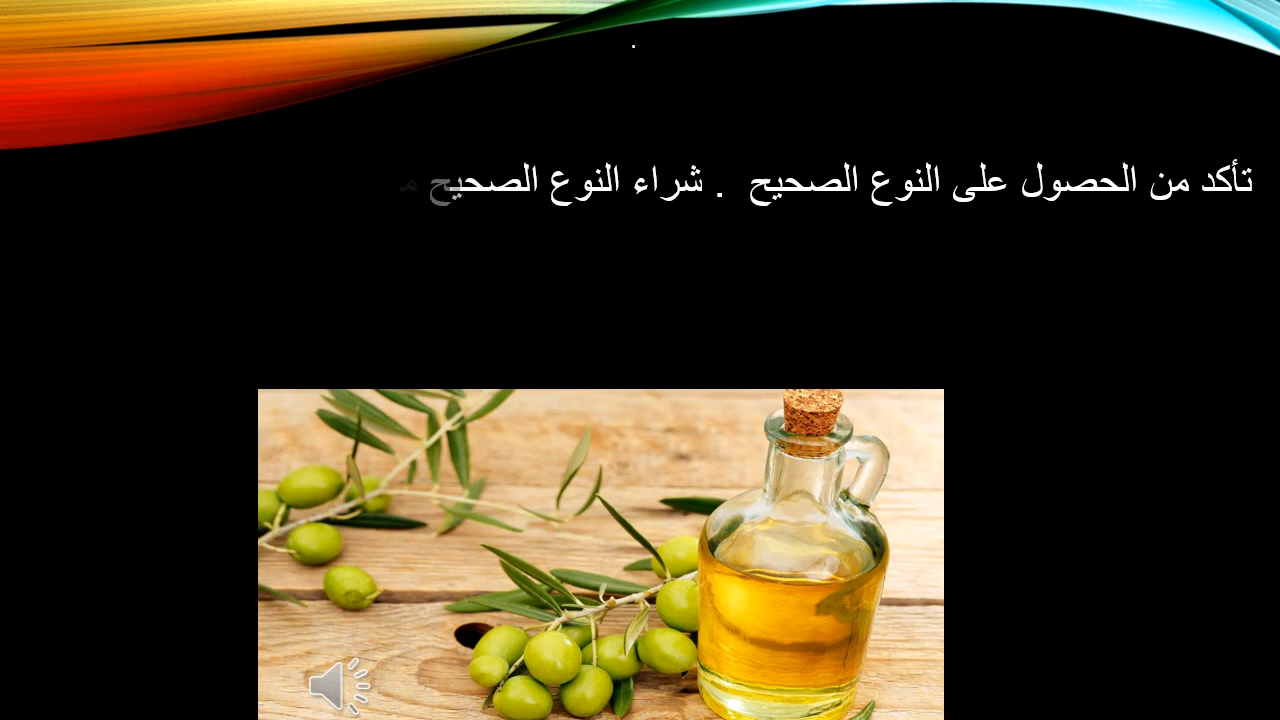 .
تأكد من الحصول على النوع الصحيح . شراء النوع الصحيح